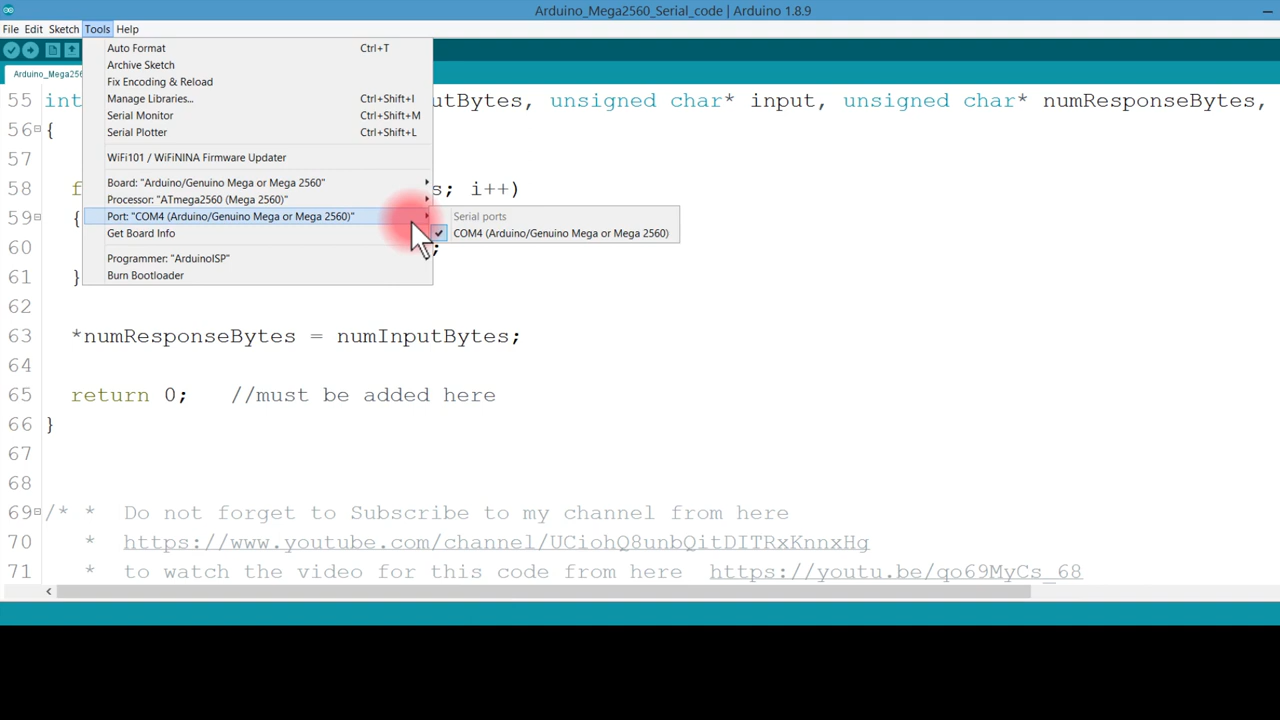 Arduino_Mega2560_Serial_code | Arduino 1.8.9
File Edit Sketch Tools Help
Auto Format Ctrl+T
Archive Sketch
Fix Encoding & Reload
Manage Libraries... Ctrl+Shift+I
Serial Monitor Ctrl+Shift+M
Serial Plotter Ctrl+Shift+L
WiFi101 / WiFiNINA Firmware Updater
Board: "Arduino/Genuino Mega or Mega 2560"
Processor: "ATmega2560 (Mega 2560)"
Port: "COM4 (Arduino/Genuino Mega or Mega 2560)"
Get Board Info
Programmer: "ArduinoISP"
Burn Bootloader
Serial ports
COM4 (Arduino/Genuino Mega or Mega 2560)
Arduino_Mega256
55 int utBytes, unsigned char* input, unsigned char* numResponseBytes,
56 {
57
58 f s; i++)
59 {
60 ;
61 }
62
63 *numResponseBytes = numInputBytes;
64
65 return 0; //must be added here
66 }
67
68
69 /* * Do not forget to Subscribe to my channel from here
70 * https://www.youtube.com/channel/UCiohQ8unbQitDITRxKnnxHg
71 * to watch the video for this code from here https://youtu.be/qo69MyCs_68